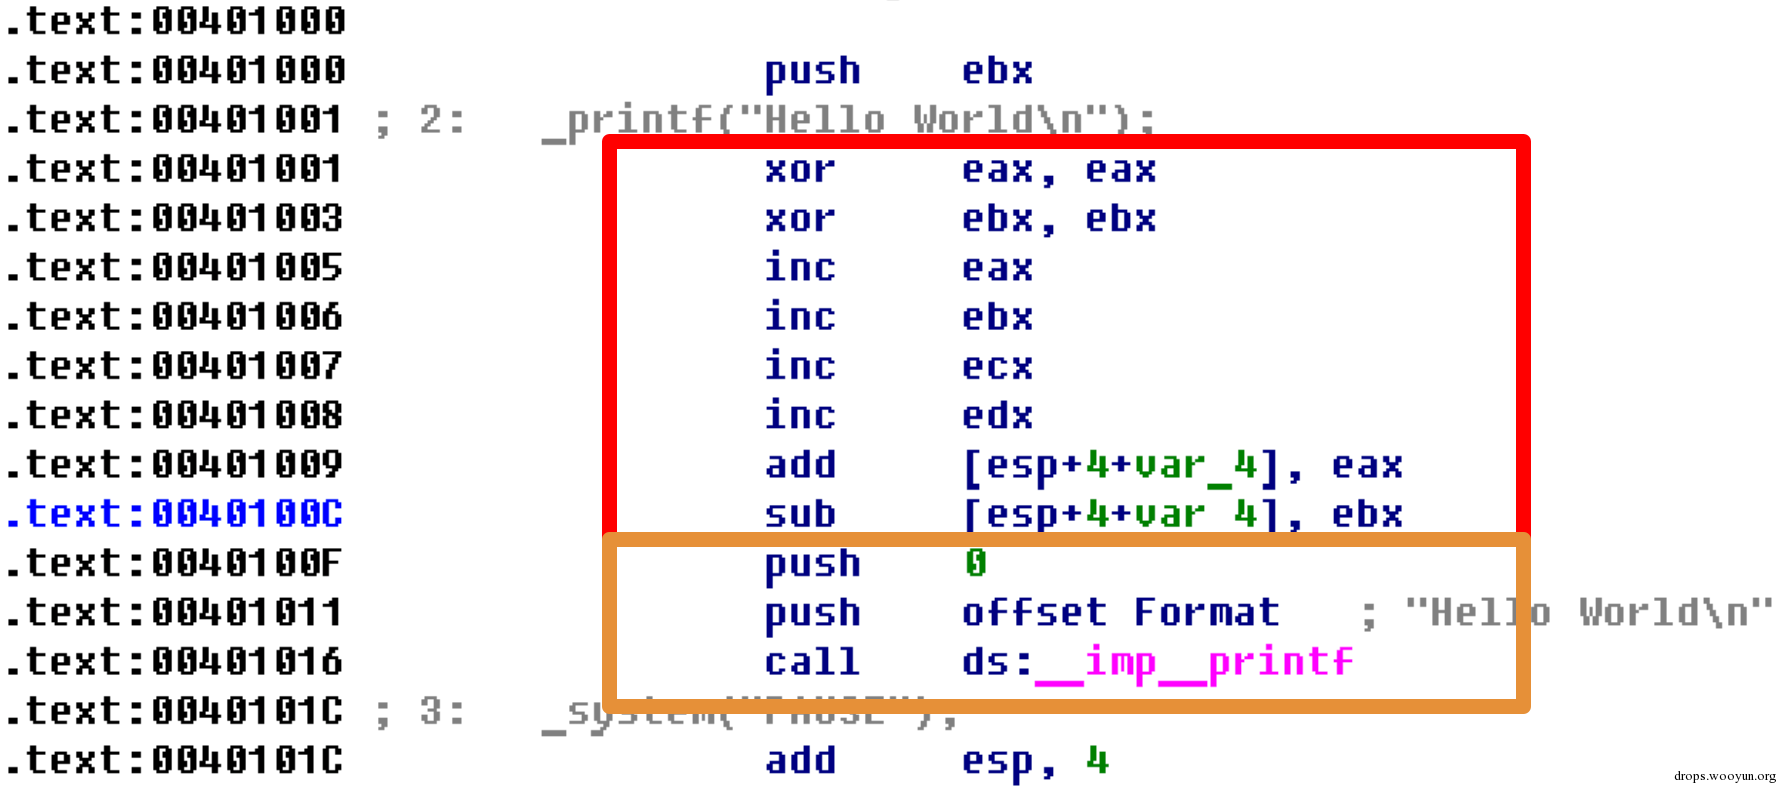 .text:00401000
.text:00401000 push ebx
.text:00401001 ; 2: _printf("Hello World\n");
.text:00401001 xor eax, eax
.text:00401003 xor ebx, ebx
.text:00401005 inc eax
.text:00401006 inc ebx
.text:00401007 inc ecx
.text:00401008 inc edx
.text:00401009 add [esp+4+var_4], eax
.text:0040100C sub [esp+4+var_4], ebx
.text:0040100F push 0
.text:00401011 push offset Format ; "Hello World\n"
.text:00401016 call ds:__imp__printf
.text:0040101C ; 3: _system("PAUSE");
.text:0040101C add esp, 4
drops.wooyun.org